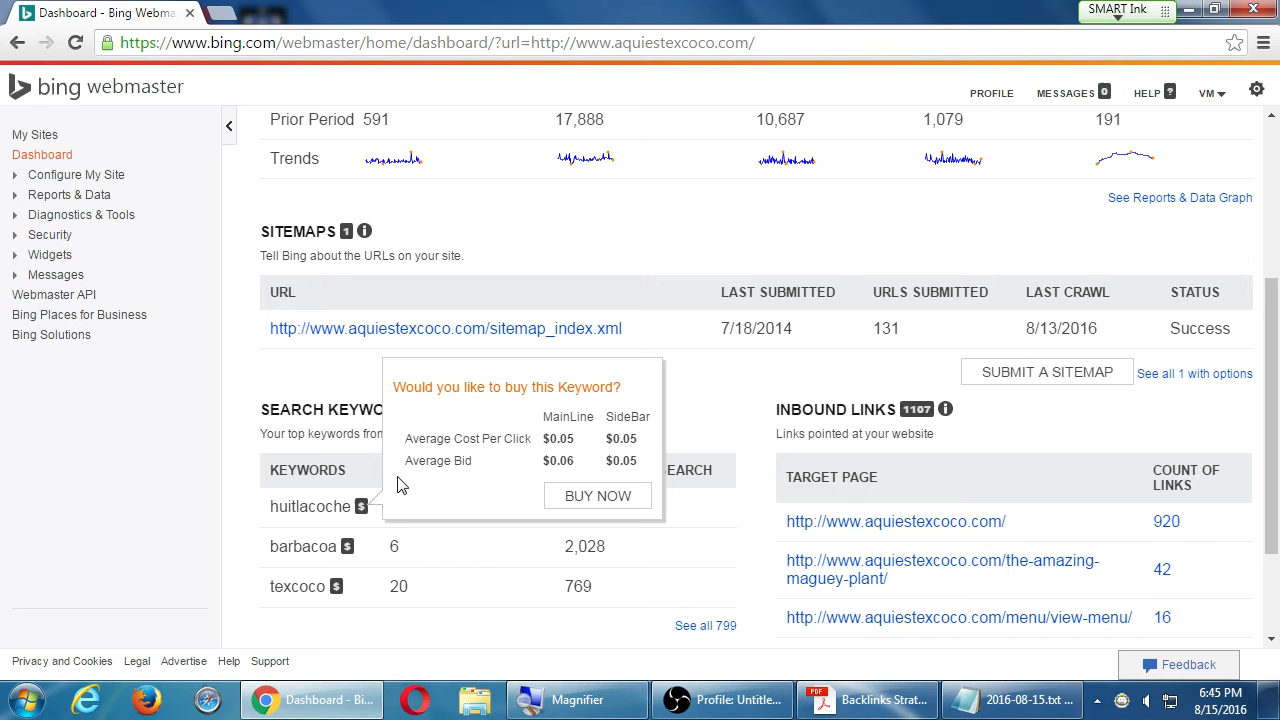 Dashboard - Bing Webmast
SMART Ink
https://www.bing.com/webmaster/home/dashboard/?url=http://www.aquiestexcoco.com/
bing webmaster
PROFILE MESSAGES 0 HELP ? VM
My Sites
Dashboard
Configure My Site
Reports & Data
Diagnostics & Tools
Security
Widgets
Messages
Webmaster API
Bing Places for Business
Bing Solutions
Prior Period 591 17,888 10,687 1,079 191
Trends
See Reports & Data Graph
SITEMAPS 1
Tell Bing about the URLs on your site.
URL LAST SUBMITTED URLS SUBMITTED LAST CRAWL STATUS
http://www.aquiestexcoco.com/sitemap_index.xml 7/18/2014 131 8/13/2016 Success
SUBMIT A SITEMAP See all 1 with options
SEARCH KEYWO
Your top keywords from
KEYWORDS SEARCH
huitlacoche $
barbacoa $ 6 2,028
texcoco $ 20 769
See all 799
Would you like to buy this Keyword?
MainLine SideBar
Average Cost Per Click $0.05 $0.05
Average Bid $0.06 $0.05
BUY NOW
INBOUND LINKS 1107
Links pointed at your website
TARGET PAGE COUNT OF
LINKS
http://www.aquiestexcoco.com/ 920
http://www.aquiestexcoco.com/the-amazing-
maguey-plant/ 42
http://www.aquiestexcoco.com/menu/view-menu/ 16
Privacy and Cookies Legal Advertise Help Support
Feedback
Dashboard - Bi... Magnifier Profile: Untitle... Backlinks Strat... 2016-08-15.txt ...
6:45 PM
8/15/2016